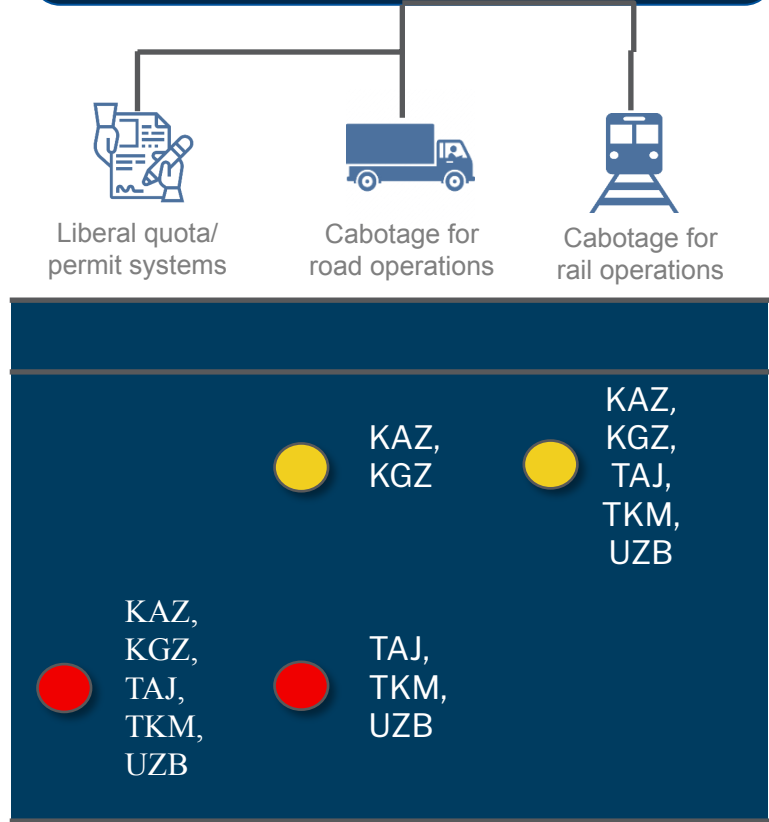 Liberal quota/
permit systems
Cabotage for
road operations
Cabotage for
rail operations
KAZ,
KGZ
KAZ,
KGZ,
TAJ,
TKM,
UZB
KAZ,
KGZ,
TAJ,
TKM,
UZB
TAJ,
TKM,
UZB